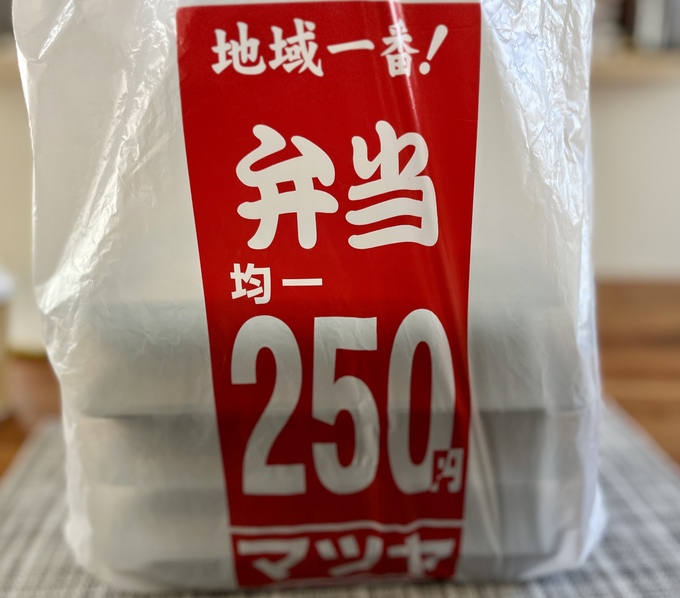 地域一番!
弁当
均一
250円
マツヤ